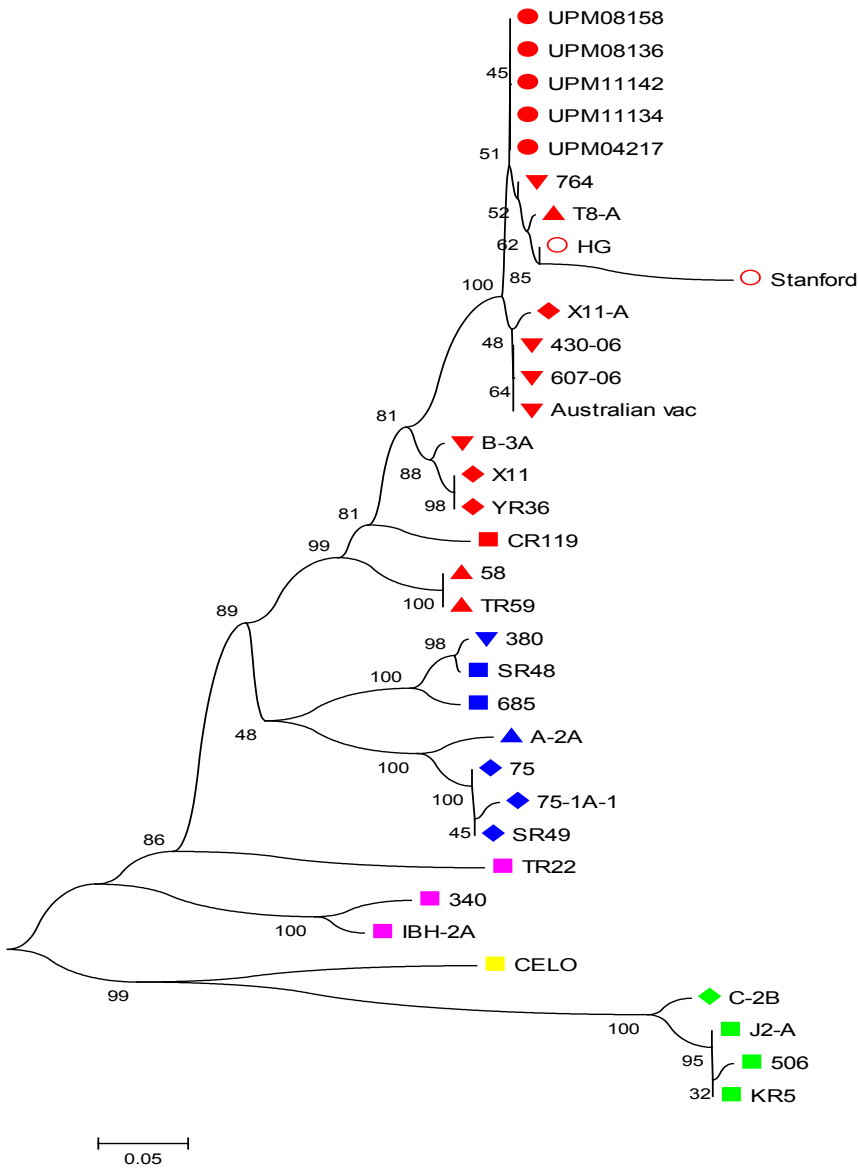 UPM08158
UPM08136
45
UPM11142
UPM11134
UPM04217
51
764
52
T8-A
62
HG
85
Stanford
100
X11-A
48
430-06
607-06
64
Australian vac
81
B-3A
88
X11
98
YR36
81
CR119
99
58
100
TR59
89
380
98
SR48
100
685
48
A-2A
100
75
100
75-1A-1
45
SR49
86
TR22
340
100
IBH-2A
CELO
99
C-2B
100
J2-A
95
506
32
KR5
0.05